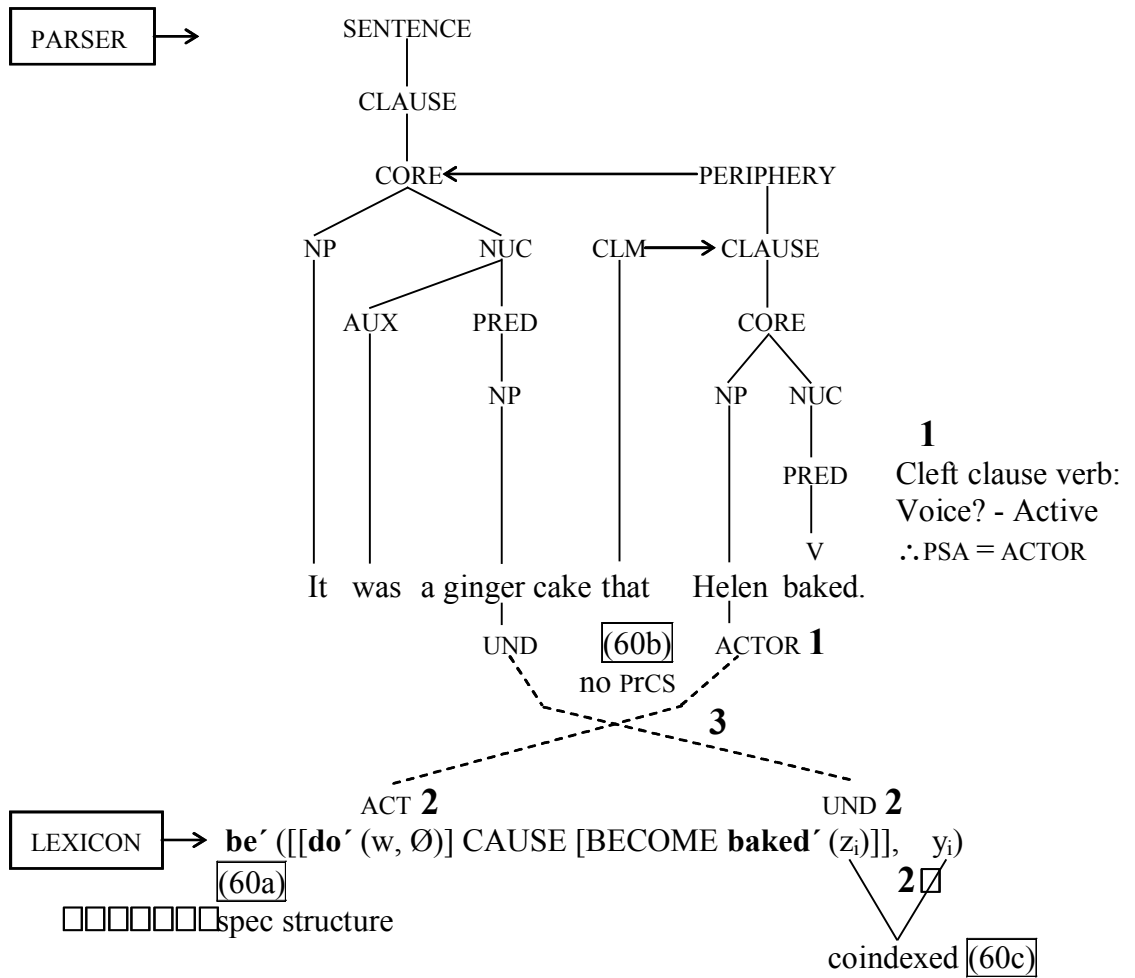 PARSER
SENTENCE
CLAUSE
CORE PERIPHERY
NP NUC CLM CLAUSE
AUX PRED CORE
NP NP NUC
1
PRED Cleft clause verb:
Voice? - Active
V ∴PSA = ACTOR
It was a ginger cake that Helen baked.
UND (60b) ACTOR 1
no PrCS
3
ACT 2 UND 2
LEXICON be´ ([[do´ (w, Ø)] CAUSE [BECOME baked´ (zi)]], yi)
(60a) 2□
□□□□□□□spec structure
coindexed (60c)